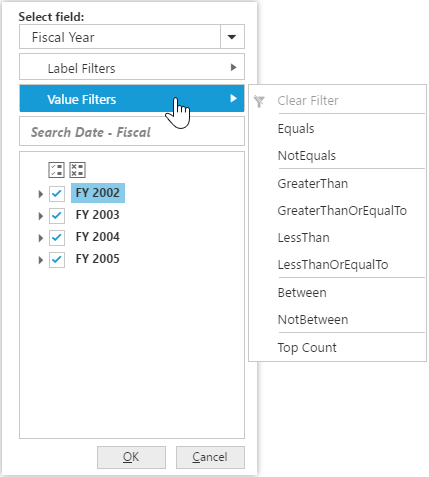 Select field:
Fiscal Year
Label Filters
Value Filters
Search Date - Fiscal
FY 2002
FY 2003
FY 2004
FY 2005
OK
Cancel
Clear Filter
Equals
NotEquals
GreaterThan
GreaterThanOrEqualTo
LessThan
LessThanOrEqualTo
Between
NotBetween
Top Count